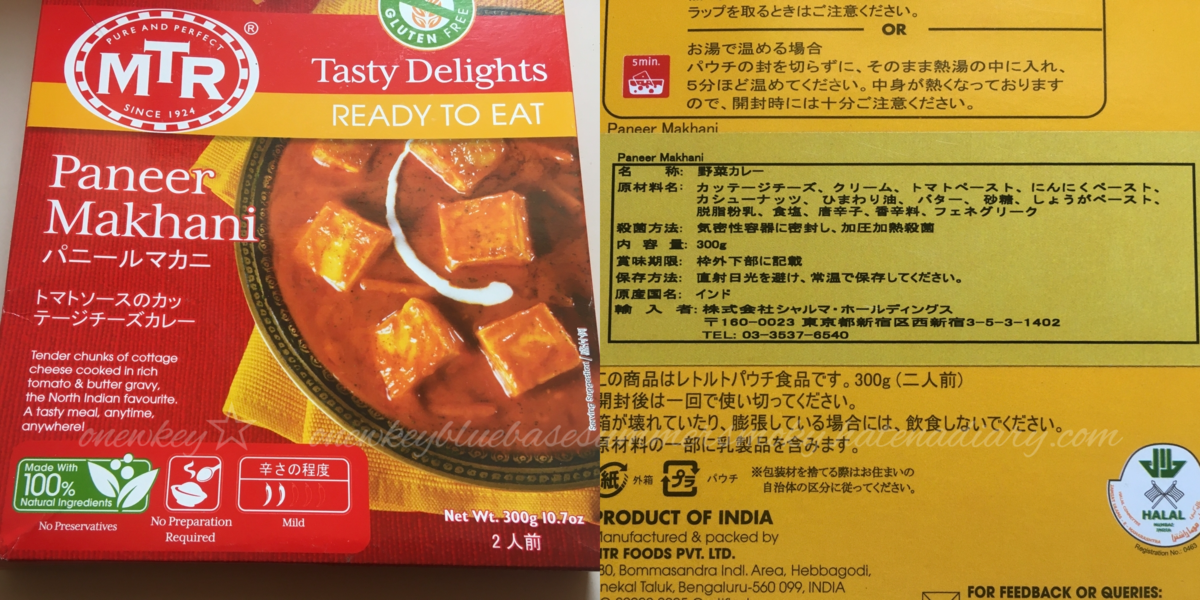 PURE AND PERFECT
MTR
®
SINCE 1924
GLUTEN FREE
Tasty Delights
READY TO EAT
Paneer
Makhani
パニールマカニ
トマトソースのカッ
テージチーズカレー
Tender chunks of cottage
cheese cooked in rich
tomato & butter gravy,
the North Indian favourite.
A tasty meal, anytime,
anywhere!
Made With
100%
Natural Ingredients
No Preservatives
No Preparation
Required
辛さの程度
Mild
Net Wt. 300g 10.7oz
2人前
Serving Suggestion /
ラップを取るときはご注意ください。
OR
5min.
お湯で温める場合
パウチの封を切らずに、そのまま熱湯の中に入れ、
5分ほど温めてください。中身が熱くなっております
ので、開封時には十分ご注意ください。
Paneer Makhani
Paneer Makhani
名 称: 野菜カレー
原材料名: カッテージチーズ、クリーム、トマトペースト、にんにくペースト、
カシューナッツ、ひまわり油、バター、砂糖、しょうがペースト、
脱脂粉乳、食塩、唐辛子、香辛料、フェネグリーク
殺菌方法: 気密性容器に密封し、加圧加熱殺菌
内 容 量: 300g
賞味期限: 枠外下部に記載
保存方法: 直射日光を避け、常温で保存してください。
原産国名: インド
輸 入 者: 株式会社シャルマ・ホールディングス
〒160-0023 東京都新宿区西新宿3-5-3-1402
TEL: 03-3537-6540
この商品はレトルトパウチ食品です。300g (二人前)
開封後は一回で使い切ってください。
箱が壊れていたり、膨張している場合には、飲食しないでください。
原材料の一部に乳製品を含みます。
紙 外箱 プラ パウチ
※包装材を捨てる際はお住まいの
自治体の区分に従ってください。
HALAL
Registration No.: 0463
PRODUCT OF INDIA
Manufactured & packed by
MTR FOODS PVT. LTD.
Bommasandra Indl. Area, Hebbagodi,
Anekal Taluk, Bengaluru-560 099, INDIA
FOR FEEDBACK OR QUERIES:
onewkey☆